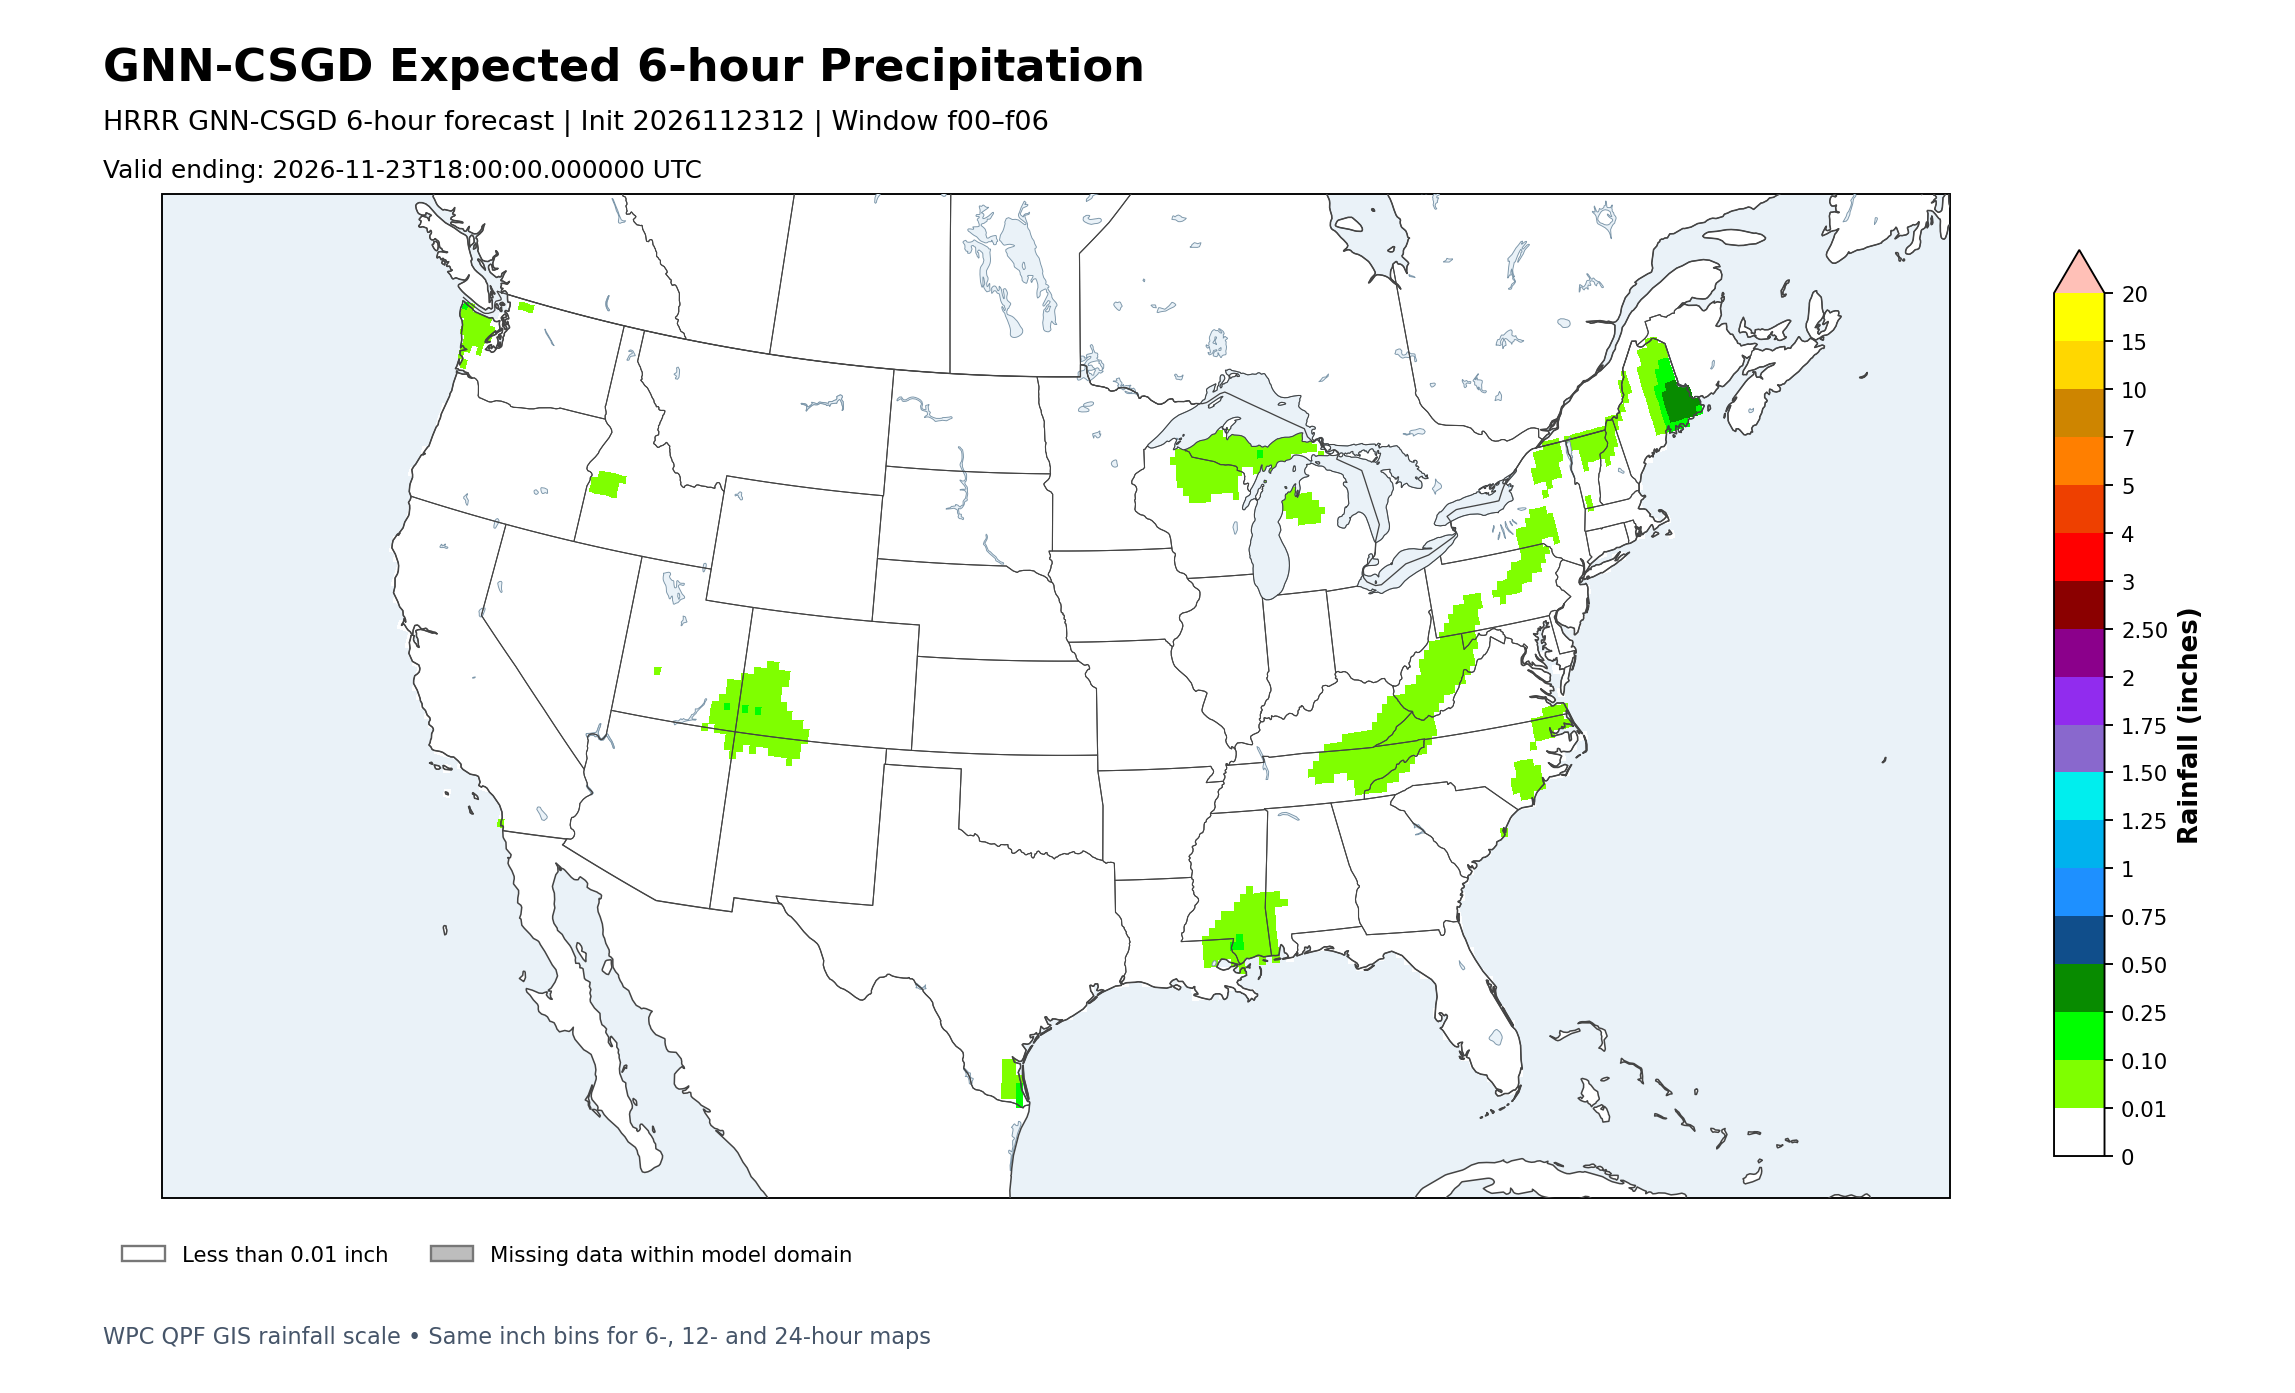 GNN-CSGD Expected 6-hour Precipitation
HRRR GNN-CSGD 6-hour forecast | Init 2026112312 | Window f00–f06
Valid ending: 2026-11-23T18:00:00.000000 UTC
20
15
10
7
5
4
3
2.50
2
1.75
1.50
1.25
1
0.75
0.50
0.25
0.10
0.01
0
Rainfall (inches)
Less than 0.01 inch
Missing data within model domain
WPC QPF GIS rainfall scale • Same inch bins for 6-, 12- and 24-hour maps